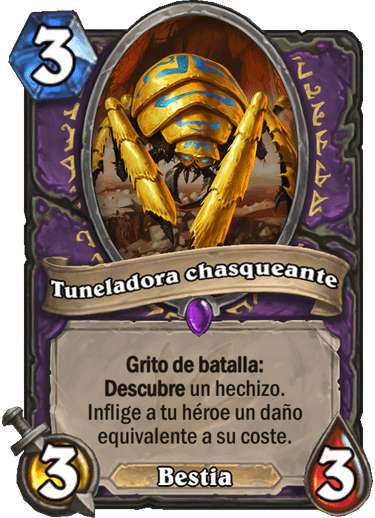 3
Tuneladora chasqueante
Grito de batalla:
Descubre un hechizo.
Inflige a tu héroe un daño
equivalente a su coste.
3
Bestia
3